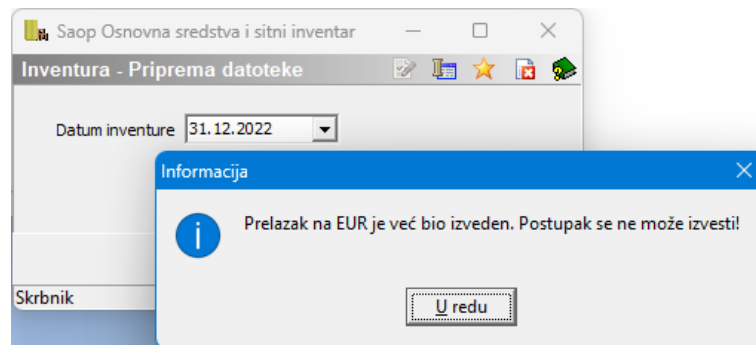 Saop Osnovna sredstva i sitni inventar
Inventura - Priprema datoteke
Datum inventure 31.12.2022
Informacija
Prelazak na EUR je već bio izveden. Postupak se ne može izvesti!
U redu
Skrbnik